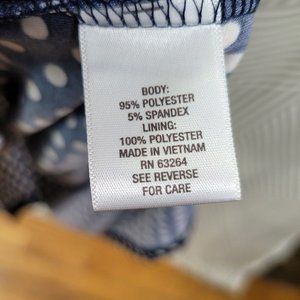 BODY:
95% POLYESTER
5% SPANDEX
LINING:
100% POLYESTER
MADE IN VIETNAM
RN 63264
SEE REVERSE
FOR CARE